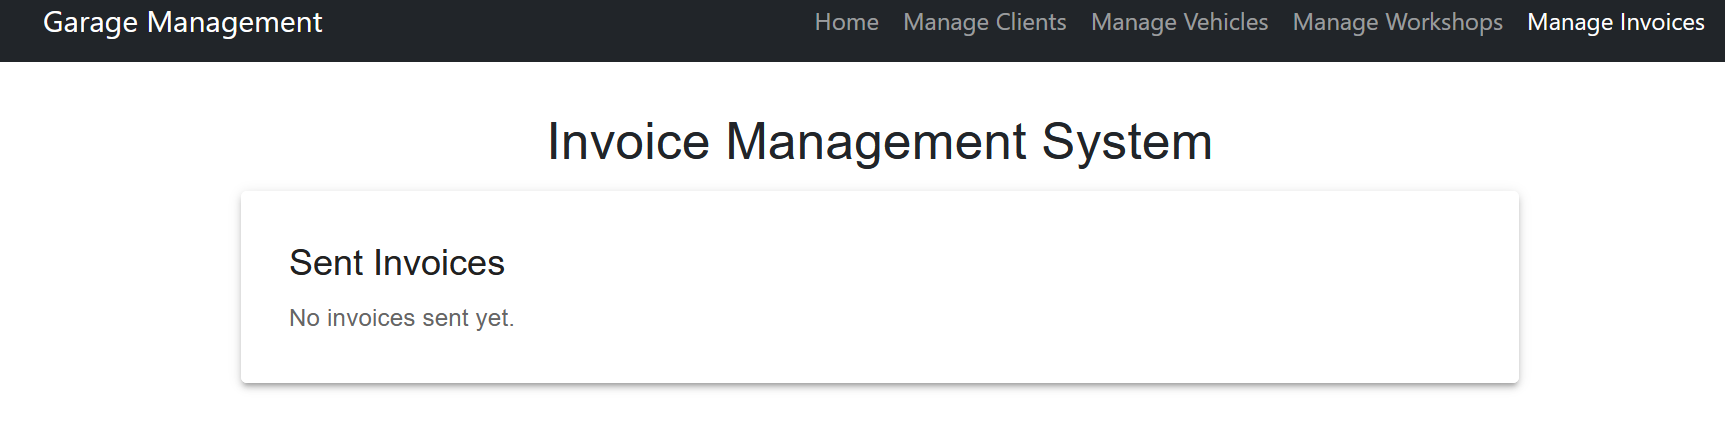 Garage Management
Home Manage Clients Manage Vehicles Manage Workshops Manage Invoices
Invoice Management System
Sent Invoices
No invoices sent yet.